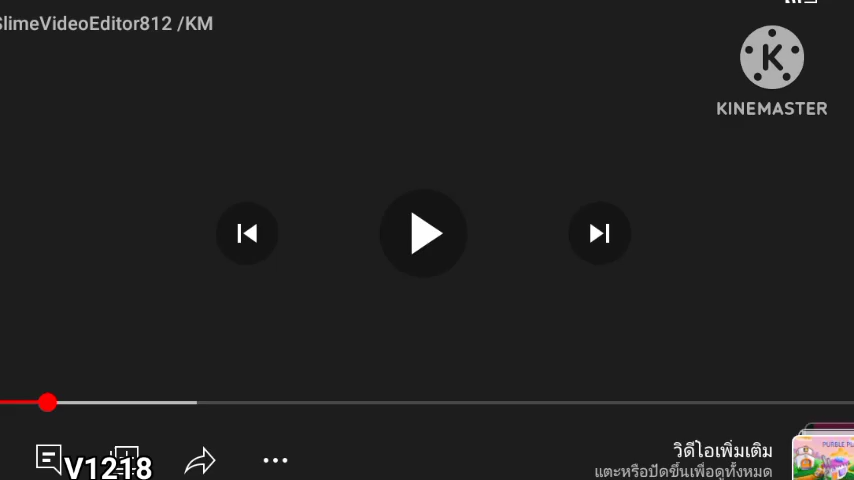 SlimeVideoEditor812 /KM
KINEMASTER
V1218
วิดีโอเพิ่มเติม
แตะหรือปัดขึ้นเพื่อดูทั้งหมด
PURBLE